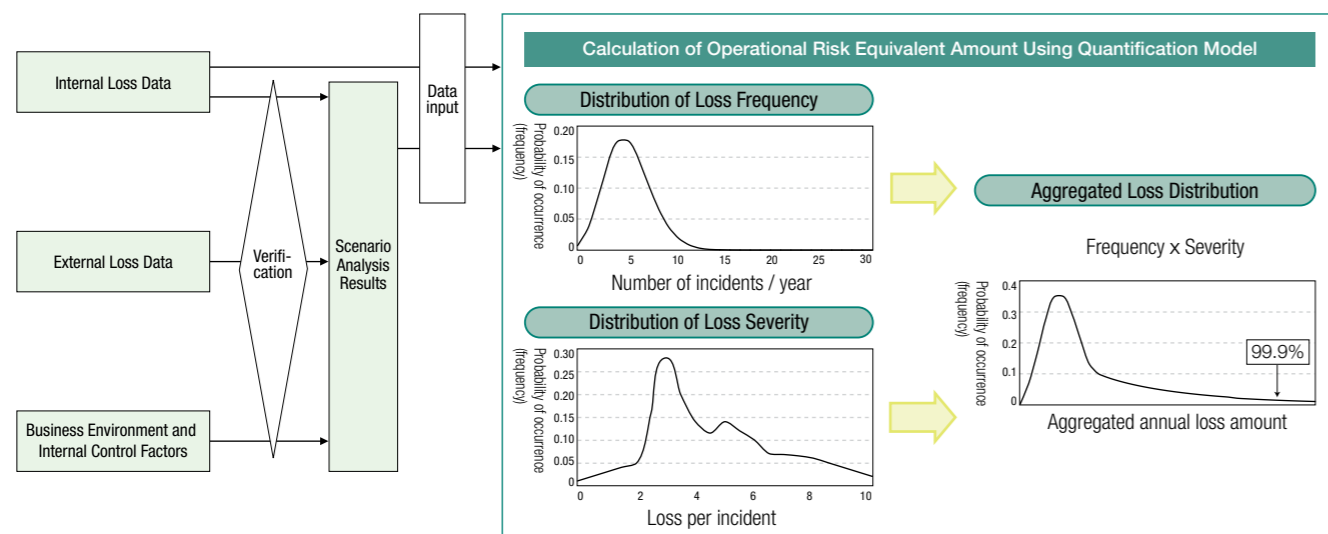 Internal Loss Data
External Loss Data
Business Environment and
Internal Control Factors
Verifi-
cation
Scenario
Analysis
Results
Data
input
Calculation of Operational Risk Equivalent Amount Using Quantification Model
Distribution of Loss Frequency
Probability of occurrence
(frequency)
0.20
0.15
0.10
0.05
0
0 5 10 15 20 25 30
Number of incidents / year
Distribution of Loss Severity
Probability of occurrence
(frequency)
0.30
0.25
0.20
0.15
0.10
0.05
0
0 2 4 6 8 10
Loss per incident
Aggregated Loss Distribution
Frequency x Severity
Probability of occurrence
(frequency)
0.4
0.3
0.2
0.1
0
99.9%
Aggregated annual loss amount